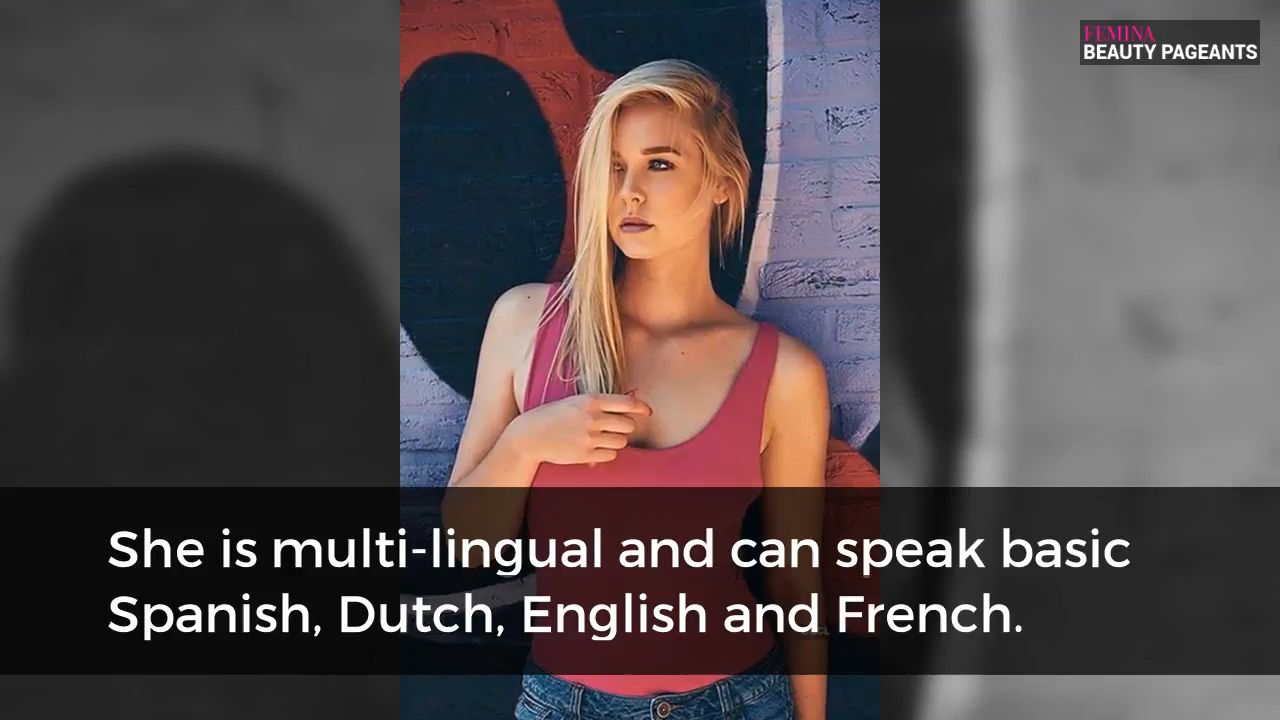 FEMINA
BEAUTY PAGEANTS
She is multi-lingual and can speak basic
Spanish, Dutch, English and French.